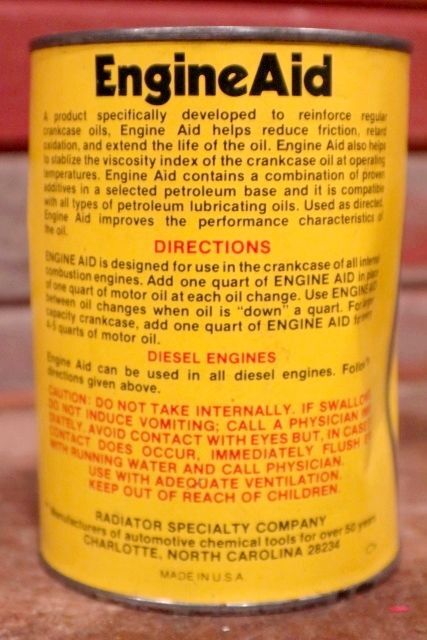 EngineAid
A product specifically developed to reinforce regular
crankcase oils, Engine Aid helps reduce friction, retard
oxidation, and extend the life of the oil. Engine Aid also helps
to stablize the viscosity index of the crankcase oil at operating
temperatures. Engine Aid contains a combination of proven
additives in a selected petroleum base and it is compatible
with all types of petroleum lubricating oils. Used as directed,
Engine Aid improves the performance characteristics of
the oil.
DIRECTIONS
ENGINE AID is designed for use in the crankcase of all internal
combustion engines. Add one quart of ENGINE AID in place
of one quart of motor oil at each oil change. Use ENGINE AID
between oil changes when oil is "down" a quart. For larger
capacity crankcase, add one quart of ENGINE AID for every
4-5 quarts of motor oil.
DIESEL ENGINES
Engine Aid can be used in all diesel engines. Follow
directions given above.
CAUTION: DO NOT TAKE INTERNALLY. IF SWALLOWED
DO NOT INDUCE VOMITING; CALL A PHYSICIAN
DIATELY. AVOID CONTACT WITH EYES BUT, IN CASE
CONTACT DOES OCCUR, IMMEDIATELY FLUSH
WITH RUNNING WATER AND CALL PHYSICIAN.
USE WITH ADEQUATE VENTILATION.
KEEP OUT OF REACH OF CHILDREN.
RADIATOR SPECIALTY COMPANY
"Manufacturers of automotive chemical tools for over 50 years
CHARLOTTE, NORTH CAROLINA 28234
MADE IN U.S.A.